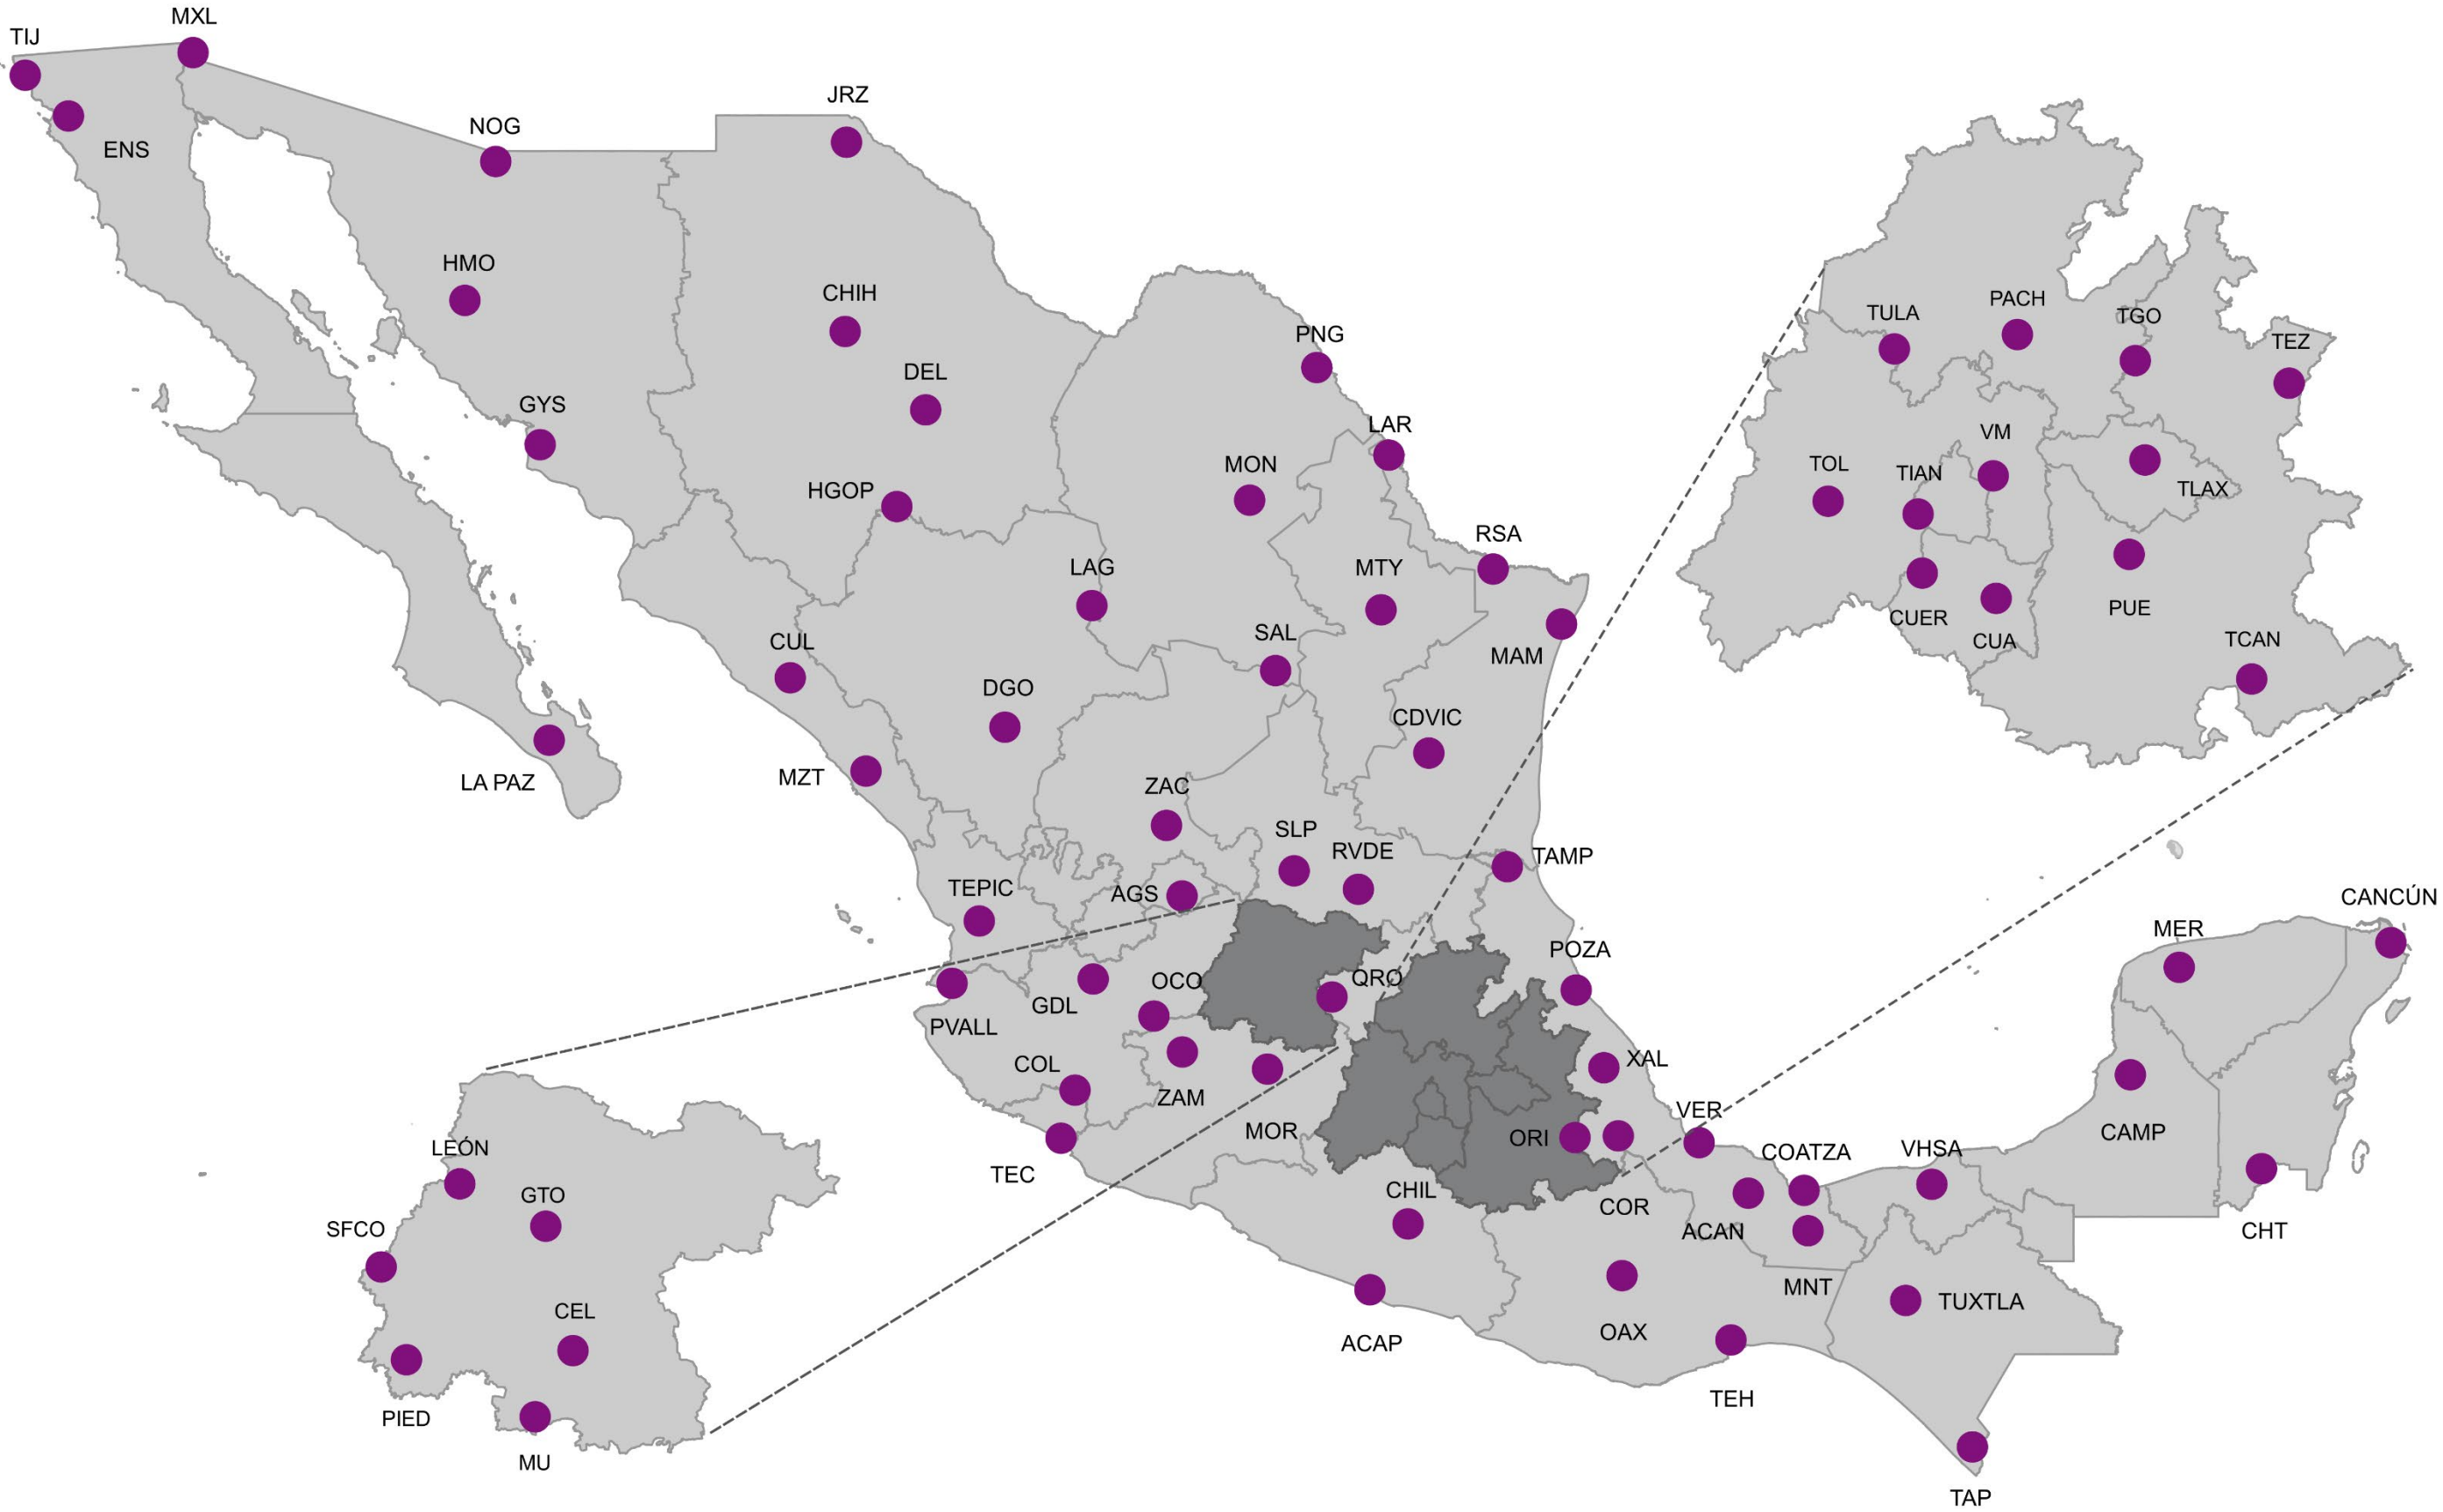 MXL
TIJ
JRZ
NOG
ENS
HMO
CHIH
PNG
DEL
GYS
LAR
MON
HGOP
RSA
LAG
MTY
SAL
CUL
MAM
DGO
CDVIC
MZT
LA PAZ
ZAC
SLP
RVDE
TAMP
TEPIC
AGS
POZA
OCO
QRO
GDL
PVALL
COL
XAL
ZAM
VER
MOR
ORI
COATZA
VHSA
TEC
CHIL
COR
ACAN
MNT
TUXTLA
OAX
ACAP
TEH
TAP
CANCÚN
MER
CAMP
CHT
PACH
TULA
TGO
TEZ
VM
TOL
TIAN
TLAX
CUER
PUE
CUA
TCAN
LEÓN
GTO
SFCO
CEL
PIED
MU